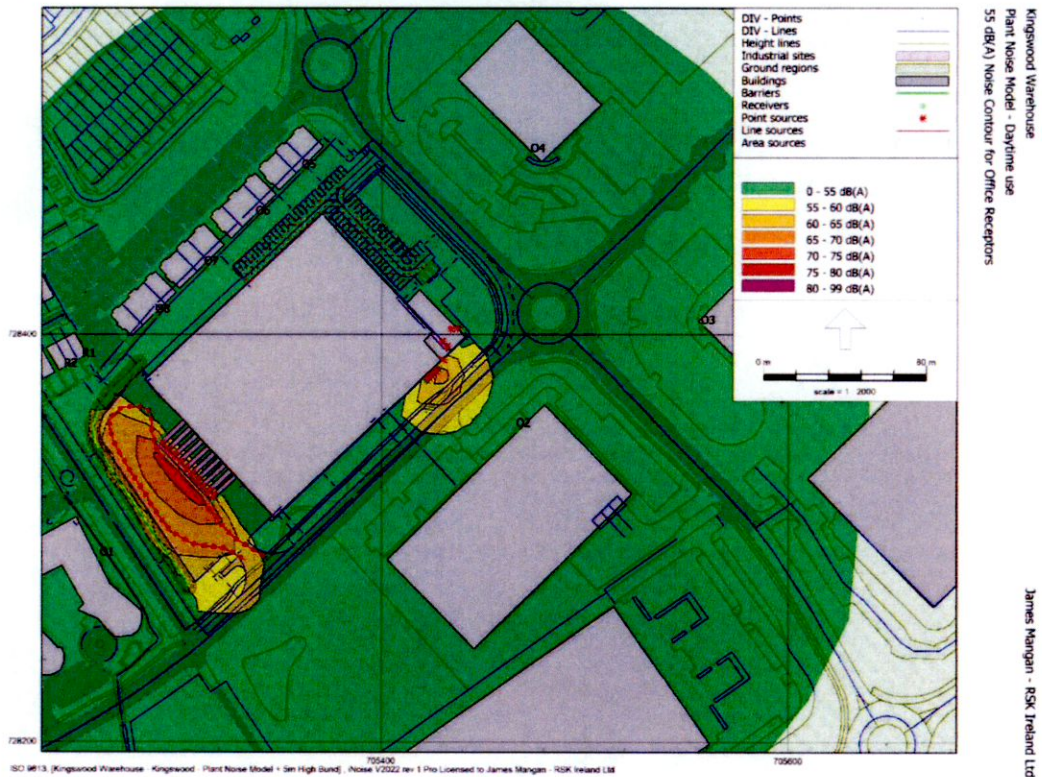 Kingswood Warehouse
Plant Noise Model - Daytime use
55 dB(A) Noise Contour for Office Receptors
James Mangan - RSK Ireland Ltd
DIV - Points
DIV - Lines
Height lines
Industrial sites
Ground regions
Buildings
Barriers
Receivers
Point sources
Line sources
Area sources
0 - 55 dB(A)
55 - 60 dB(A)
60 - 65 dB(A)
65 - 70 dB(A)
70 - 75 dB(A)
75 - 80 dB(A)
80 - 99 dB(A)
0 m 80 m
scale = 1 : 2000
O4
O3
O2
O1
R1
R2
728400
728200
705400
705600
ISO 9613, [Kingswood Warehouse - Kingswood - Plant Noise Model + 5m High Bund] , iNoise V2022 rev 1 Pro Licensed to James Mangan - RSK Ireland Ltd